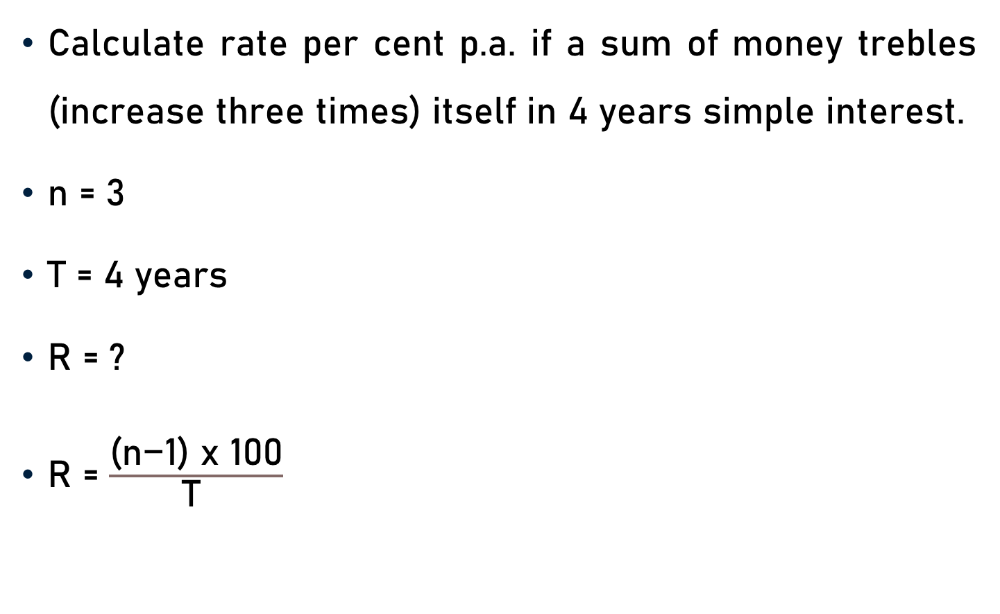 • Calculate rate per cent p.a. if a sum of money trebles
(increase three times) itself in 4 years simple interest.
• n = 3
• T = 4 years
• R = ?
• R = (n−1) x 100
T